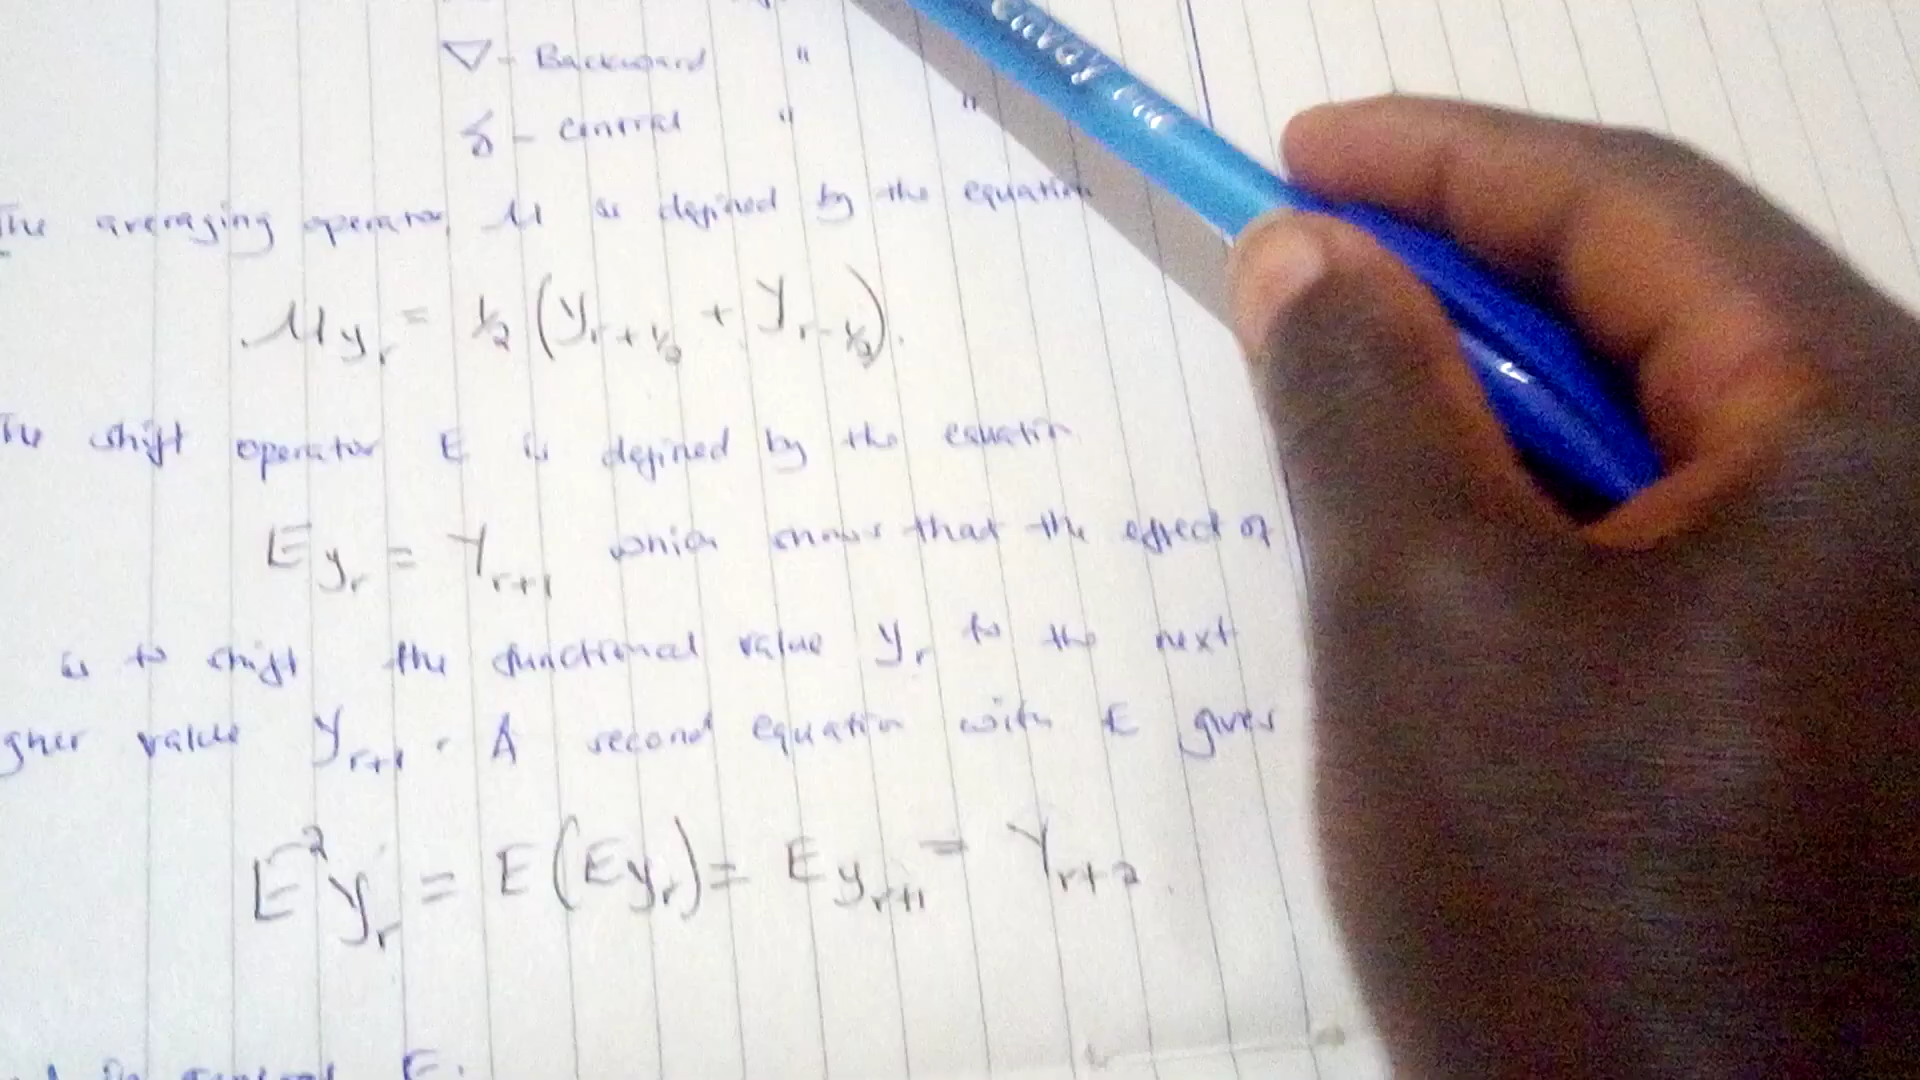 ∇ - Backward "
δ - central " "
The averaging operator, μ is defined by the equation
μy_r = 1/2 (y_{r+1/2} + y_{r-1/2}).
The shift operator E is defined by the equation
Ey_r = y_{r+1} which shows that the effect of
is to shift the functional value y_r to the next
gher value y_{r+1}. A second equation with E gives
E²y_r = E(Ey_r) = Ey_{r+1} = y_{r+2}.
in general E